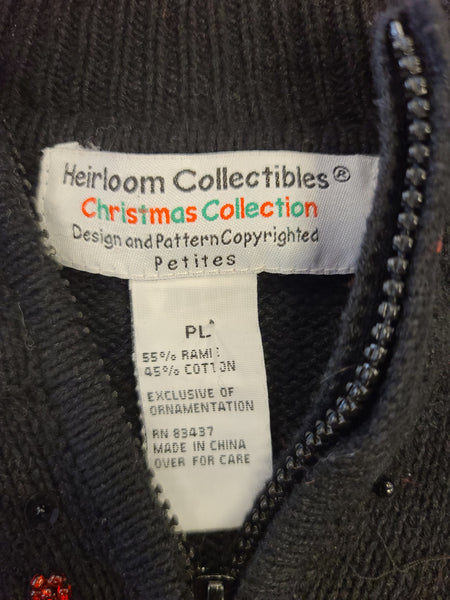 Heirloom Collectibles®
Christmas Collection
Design and Pattern Copyrighted
Petites
PL
55% RAMI
45% COTTON
EXCLUSIVE OF
ORNAMENTATION
RN 83437
MADE IN CHINA
OVER FOR CARE